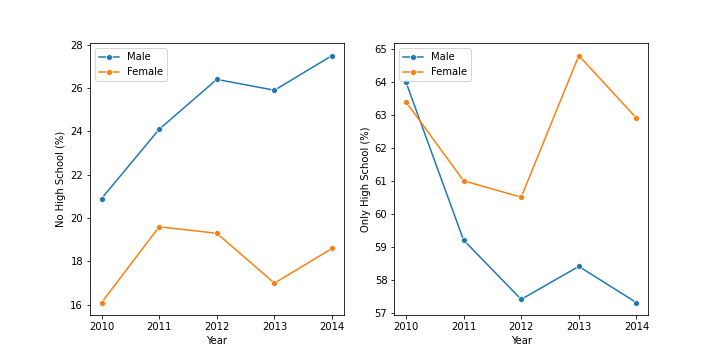 28
26
24
22
20
18
16
No High School (%)
Male
Female
2010 2011 2012 2013 2014
Year
65
64
63
62
61
60
59
58
57
Only High School (%)
Male
Female
2010 2011 2012 2013 2014
Year